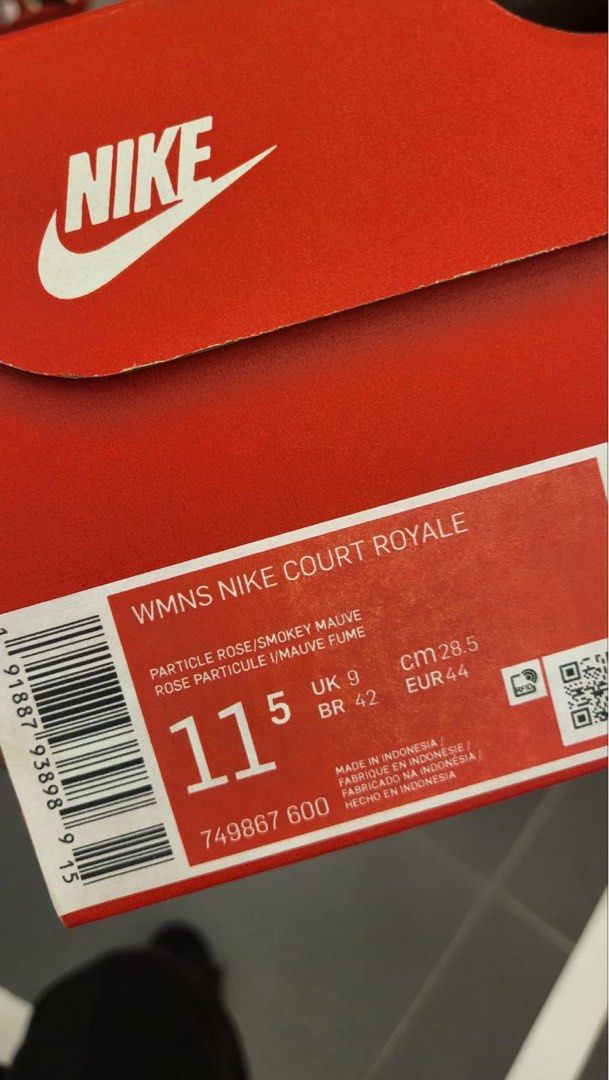 NIKE
WMNS NIKE COURT ROYALE
PARTICLE ROSE/SMOKEY MAUVE
ROSE PARTICULE I/MAUVE FUME
11 5
UK 9
BR 42
cm 28.5
EUR 44
RFID
749867 600
MADE IN INDONESIA /
FABRIQUE EN INDONESIE /
FABRICADO NA INDONÉSIA /
HECHO EN INDONESIA
1 91887 93898 9 15